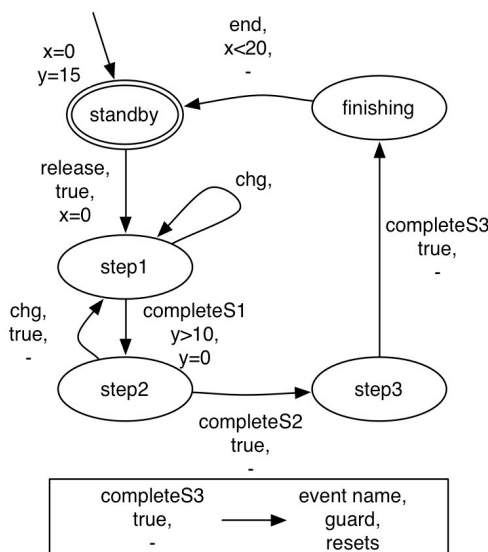 x=0
y=15
end,
x<20,
-
standby
finishing
release,
true,
x=0
chg,
step1
completeS3
true,
-
chg,
true,
-
completeS1
y>10,
y=0
step2
step3
completeS2
true,
-
completeS3
true,
-
event name,
guard,
resets